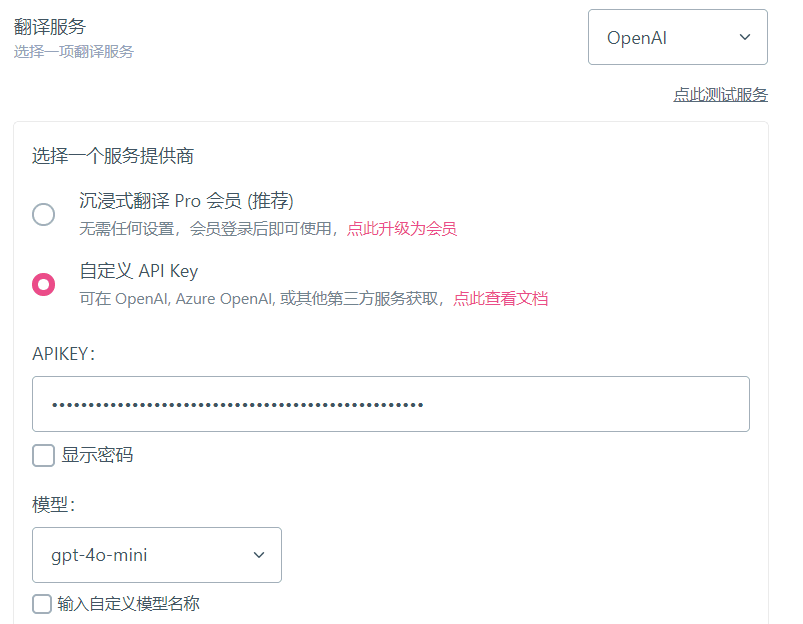 翻译服务
选择一项翻译服务
OpenAI
点此测试服务
选择一个服务提供商
沉浸式翻译 Pro 会员 (推荐)
无需任何设置，会员登录后即可使用，点此升级为会员
自定义 API Key
可在 OpenAI, Azure OpenAI, 或其他第三方服务获取，点此查看文档
APIKEY：
••••••••••••••••••••••••••••••••••••••••••••••••••••
显示密码
模型：
gpt-4o-mini
输入自定义模型名称